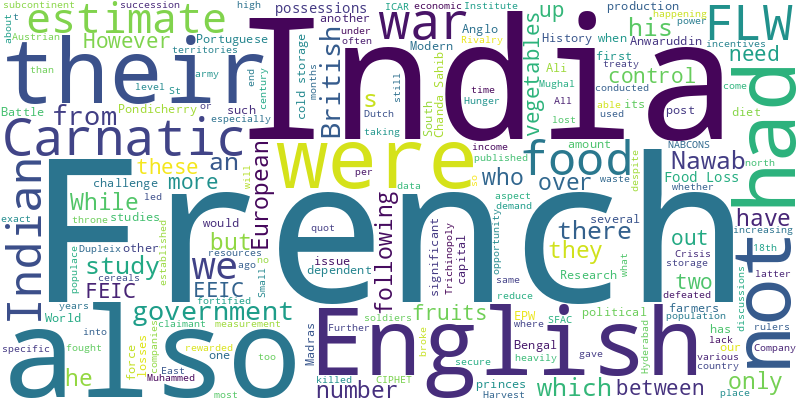 subcontinent succession high ICAR Institute production happening
Austrian possessions another under often up History when power
about t estimate war Anglo Rivalry Modern Anwaruddin FLW incentives
However Portuguese territories than first treaty
their India British cold storage South Chanda Sahib vegetables his need
army level St end century Ali Mughal control come
Battle from Pondicherry or such months still Hunger time All its post able
Carnatic especially s Dutch taking lost used conducted diet had
Indian these an were food Nawab NABCONS
challenge more European will per income published amount who over waste despite Food Loss north whether
While led would data aspect demand have
throne studies French following significant Trichinopoly capital there several exact
populace Dupleix other but established resources quot issue dependent opportunity so they out Crisis increasing 18th
study we ago no Small Research what storage discussions
cereals FEIC EEIC fortified same reduce two defeated latter
years World government fruits EPW where SFAC political farmers population rulers not
into claimant measurement soldiers Further Bengal has lack our Company
specific fought also losses companies rewarded English heavily gave Hyderabad various country
he force East one too Madras broke secure princes which between only
Muhammed most number killed CIPHET Harvest place